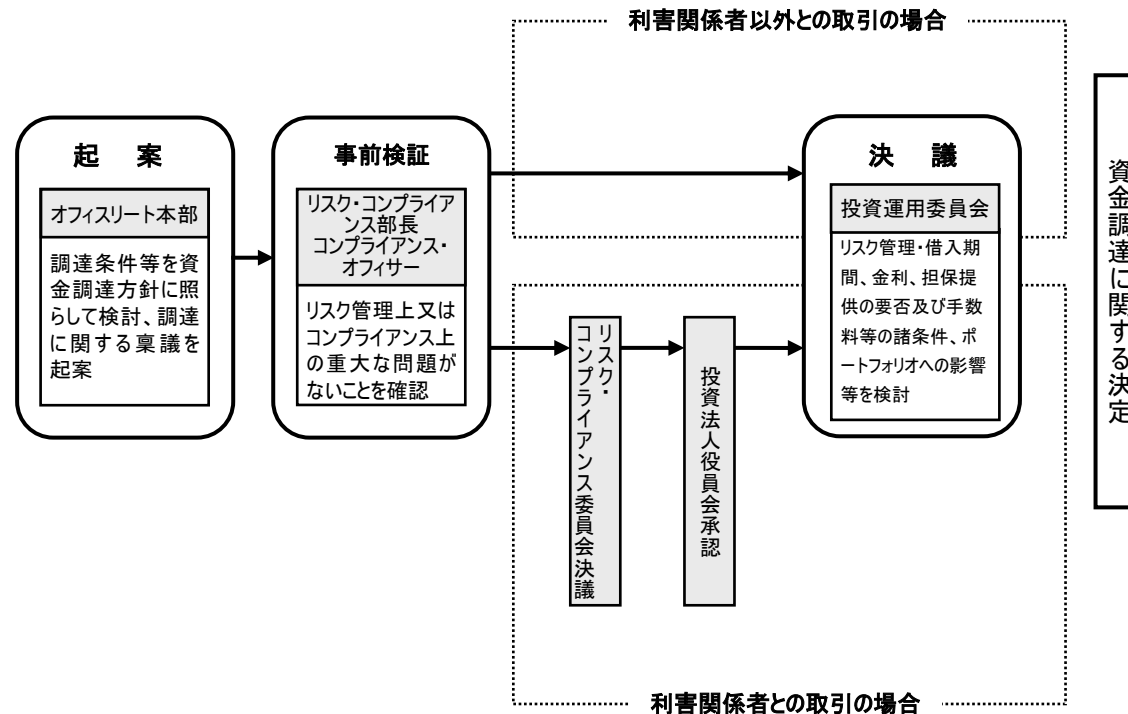 利害関係者以外との取引の場合
起　案
オフィスリート本部
調達条件等を資
金調達方針に照
らして検討、調達
に関する稟議を
起案
事前検証
リスク・コンプライア
ンス部長
コンプライアンス・
オフィサー
リスク管理上又は
コンプライアンス上
の重大な問題が
ないことを確認
リスク・
コンプライアンス委員会決議
投資法人役員会承認
決　議
投資運用委員会
リスク管理・借入期
間、金利、担保提
供の要否及び手数
料等の諸条件、ポ
ートフォリオへの影響
等を検討
資金調達に関する決定
利害関係者との取引の場合